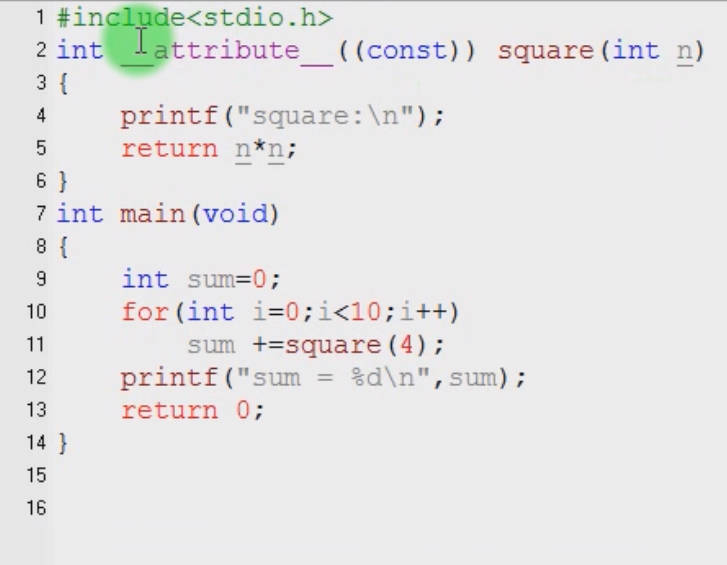 1 #include<stdio.h>
2 int __attribute__((const)) square(int n)
3 {
4 printf("square:\n");
5 return n*n;
6 }
7 int main(void)
8 {
9 int sum=0;
10 for(int i=0;i<10;i++)
11 sum +=square(4);
12 printf("sum = %d\n",sum);
13 return 0;
14 }
15
16